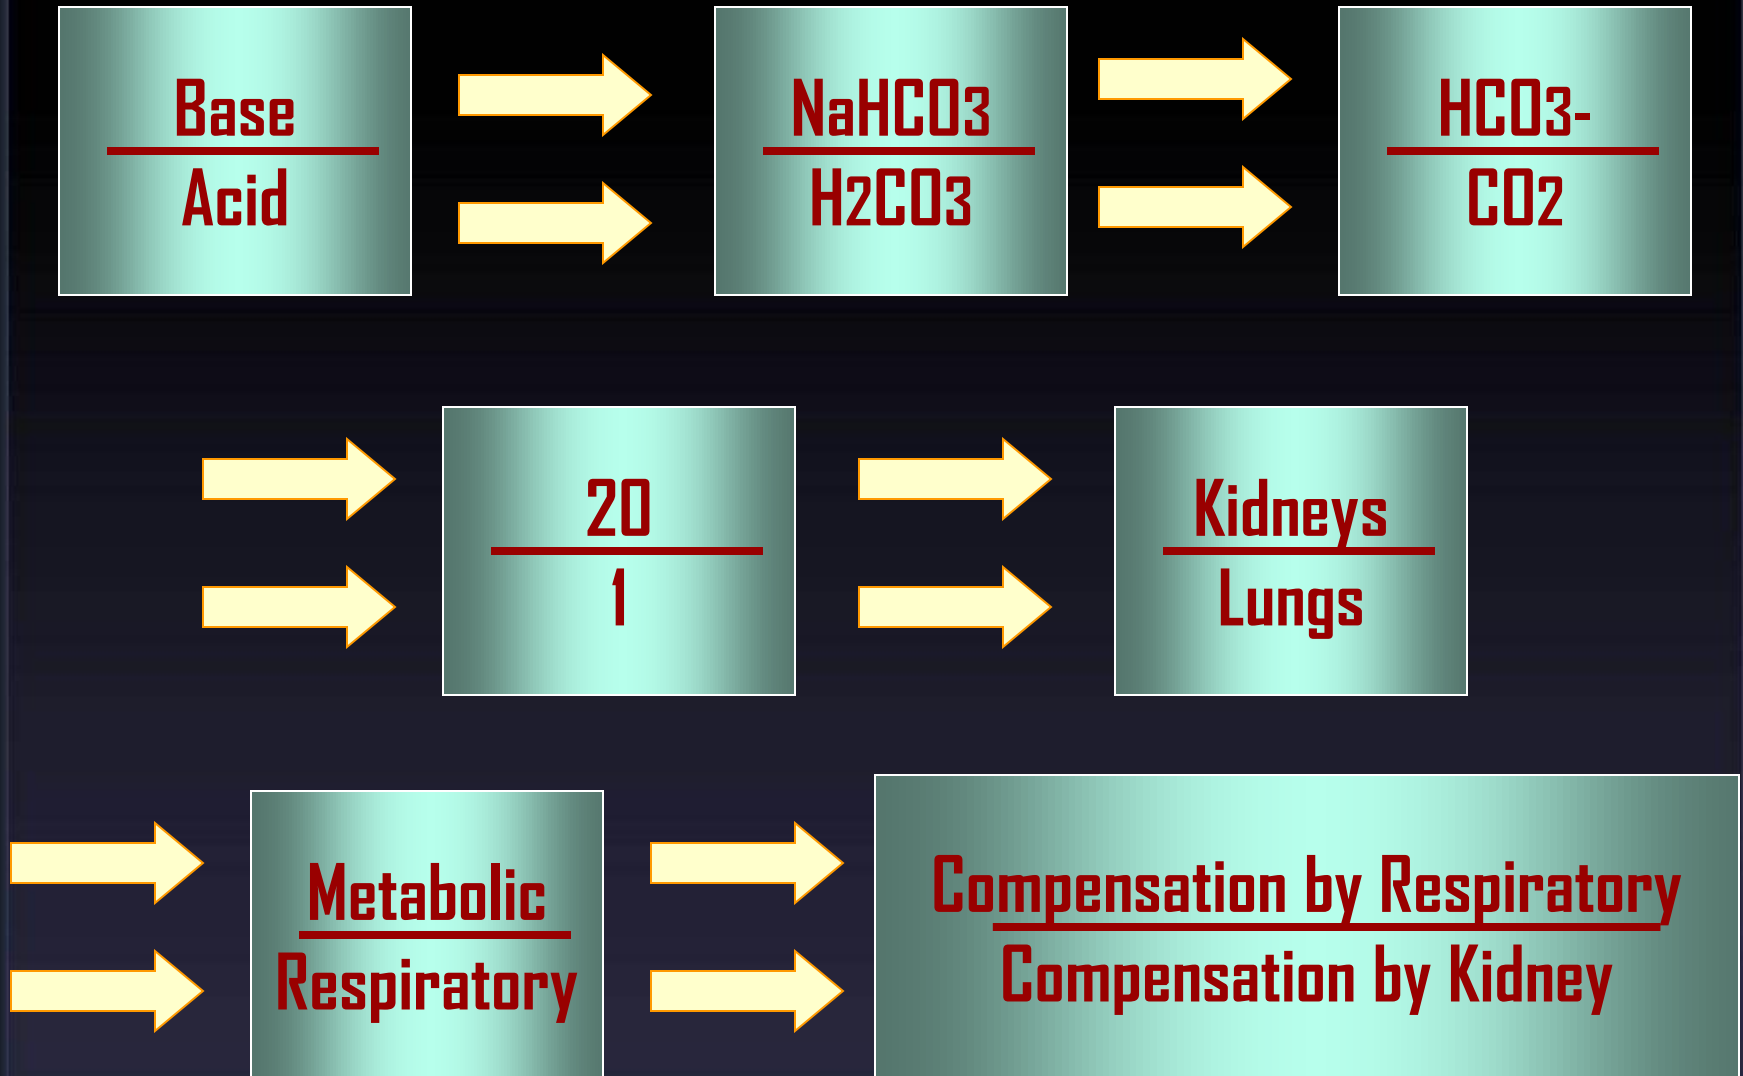 Base
Acid
NaHCO3
H2CO3
HCO3-
CO2
20
1
Kidneys
Lungs
Metabolic
Respiratory
Compensation by Respiratory
Compensation by Kidney